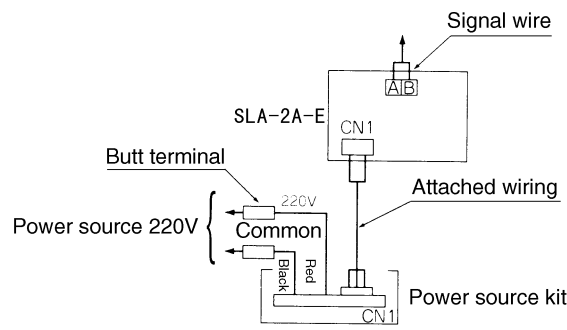 Signal wire
A B
SLA-2A-E
CN1
Butt terminal
Attached wiring
220V
Power source 220V
Common
Black
Red
Power source kit
CN1